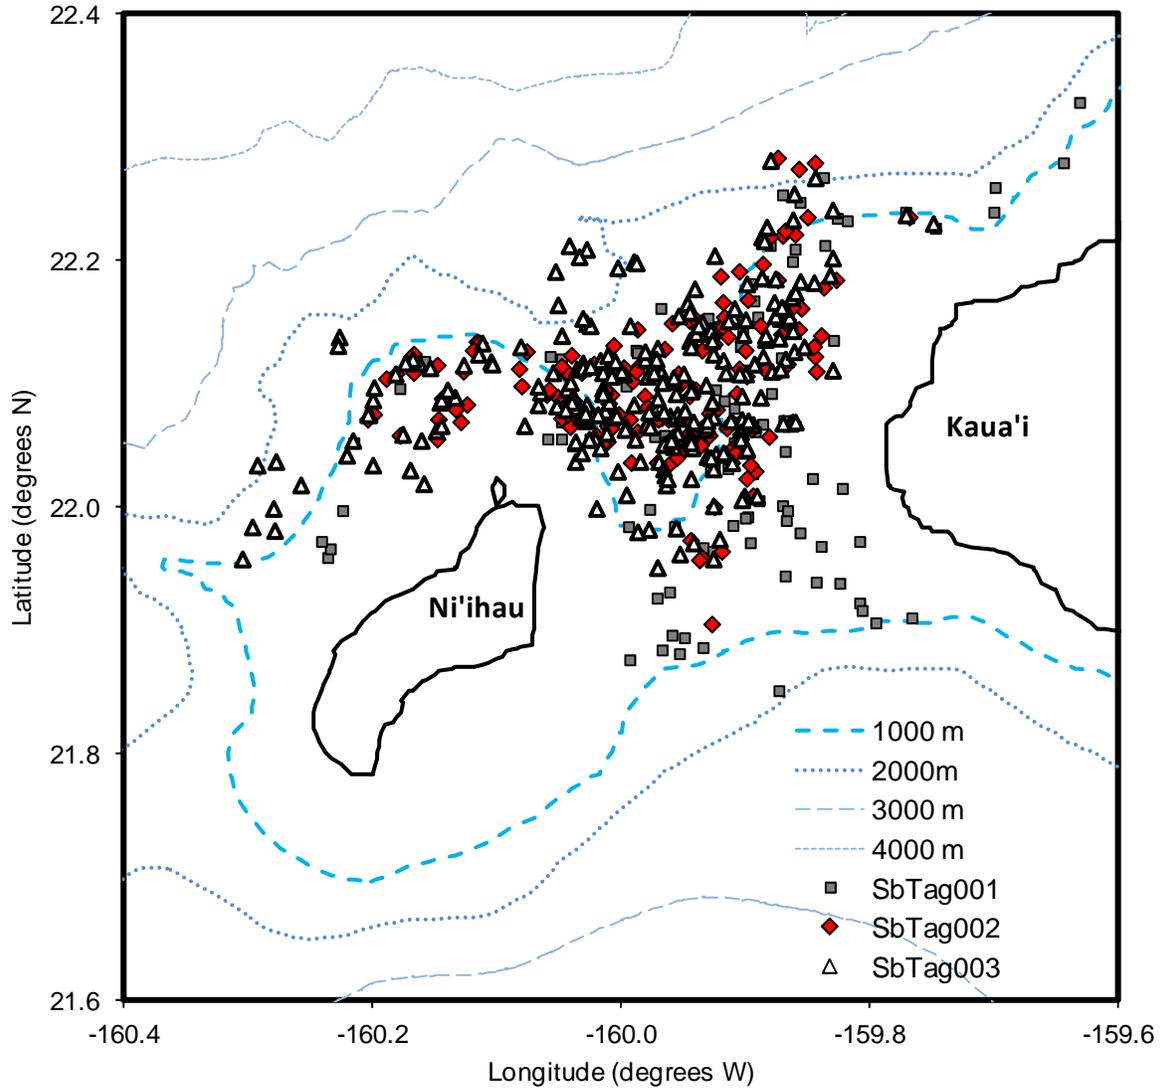 22.4
22.2
22.0
21.8
21.6
Latitude (degrees N)
Kaua'i
Ni'ihau
1000 m
2000m
3000 m
4000 m
SbTag001
SbTag002
SbTag003
-160.4
-160.2
-160.0
-159.8
-159.6
Longitude (degrees W)